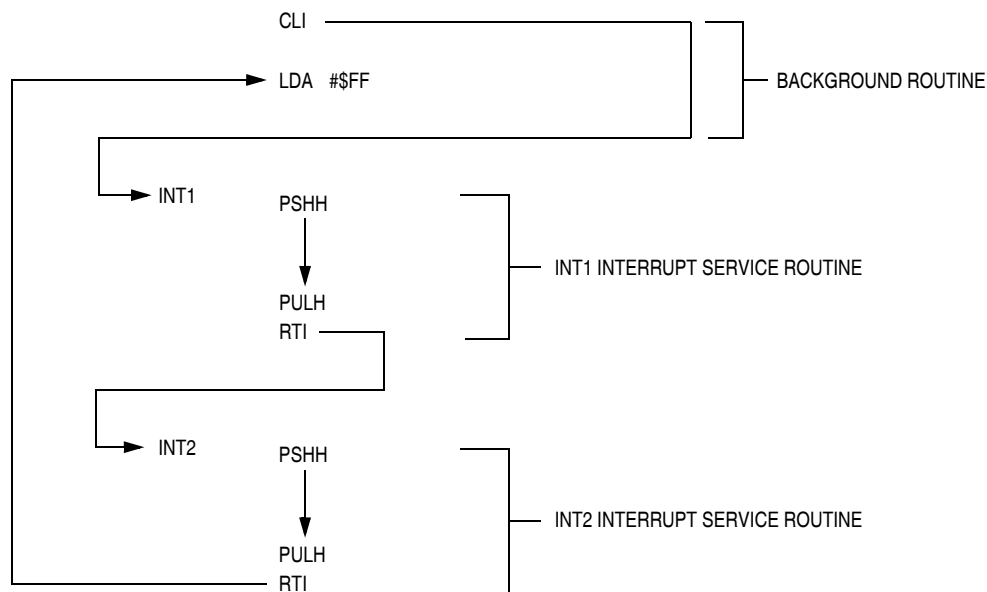 CLI
LDA #$FF
BACKGROUND ROUTINE
INT1
PSHH
INT1 INTERRUPT SERVICE ROUTINE
PULH
RTI
INT2
PSHH
INT2 INTERRUPT SERVICE ROUTINE
PULH
RTI